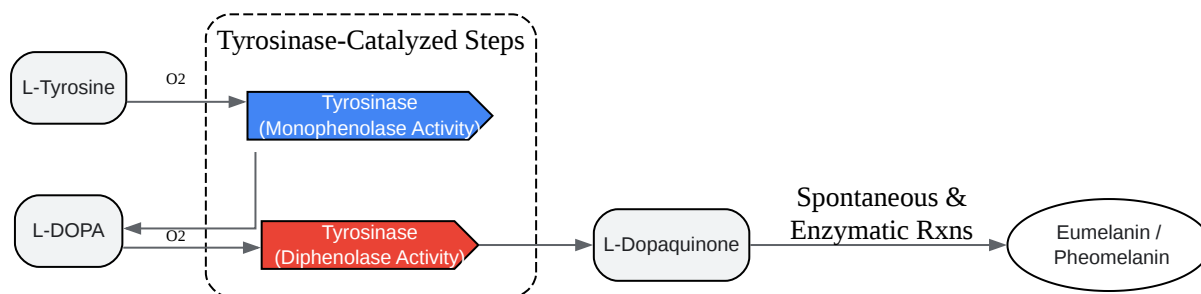 Tyrosinase-Catalyzed Steps
L-Tyrosine
O2
Tyrosinase
(Monophenolase Activity)
L-DOPA
O2
Tyrosinase
(Diphenolase Activity)
L-Dopaquinone
Spontaneous &
Enzymatic Rxns
Eumelanin /
Pheomelanin